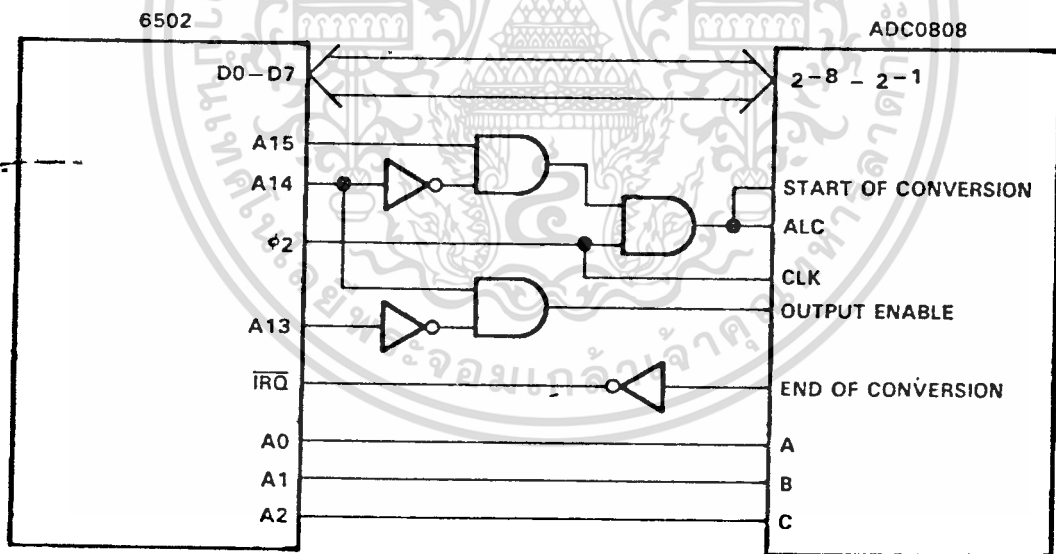 6502
ADC0808
D0–D7
2-8 – 2-1
A15
A14
START OF CONVERSION
ALC
φ2
CLK
OUTPUT ENABLE
A13
IRQ
END OF CONVERSION
A0
A
A1
B
A2
C